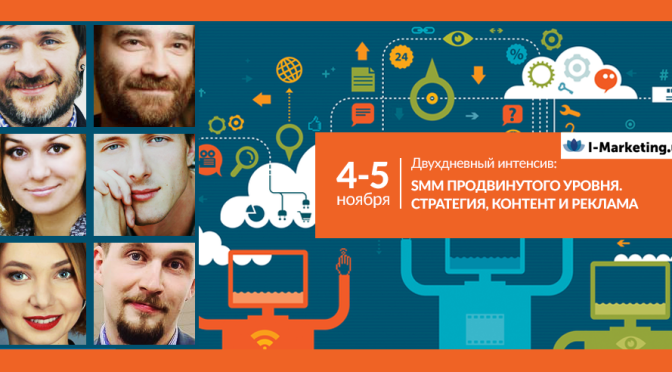 24
%
?
I-Marketing.
4-5
ноября
Двухдневный интенсив:
SMM ПРОДВИНУТОГО УРОВНЯ.
СТРАТЕГИЯ, КОНТЕНТ И РЕКЛАМА